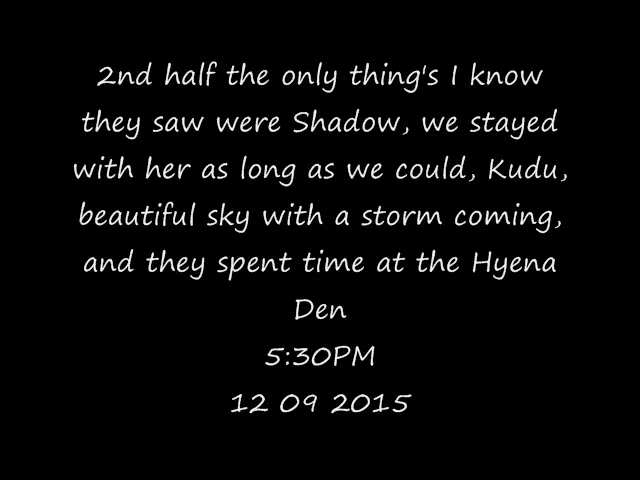 2nd half the only thing's I know
they saw were Shadow, we stayed
with her as long as we could, Kudu,
beautiful sky with a storm coming,
and they spent time at the Hyena
Den
5:30PM
12 09 2015